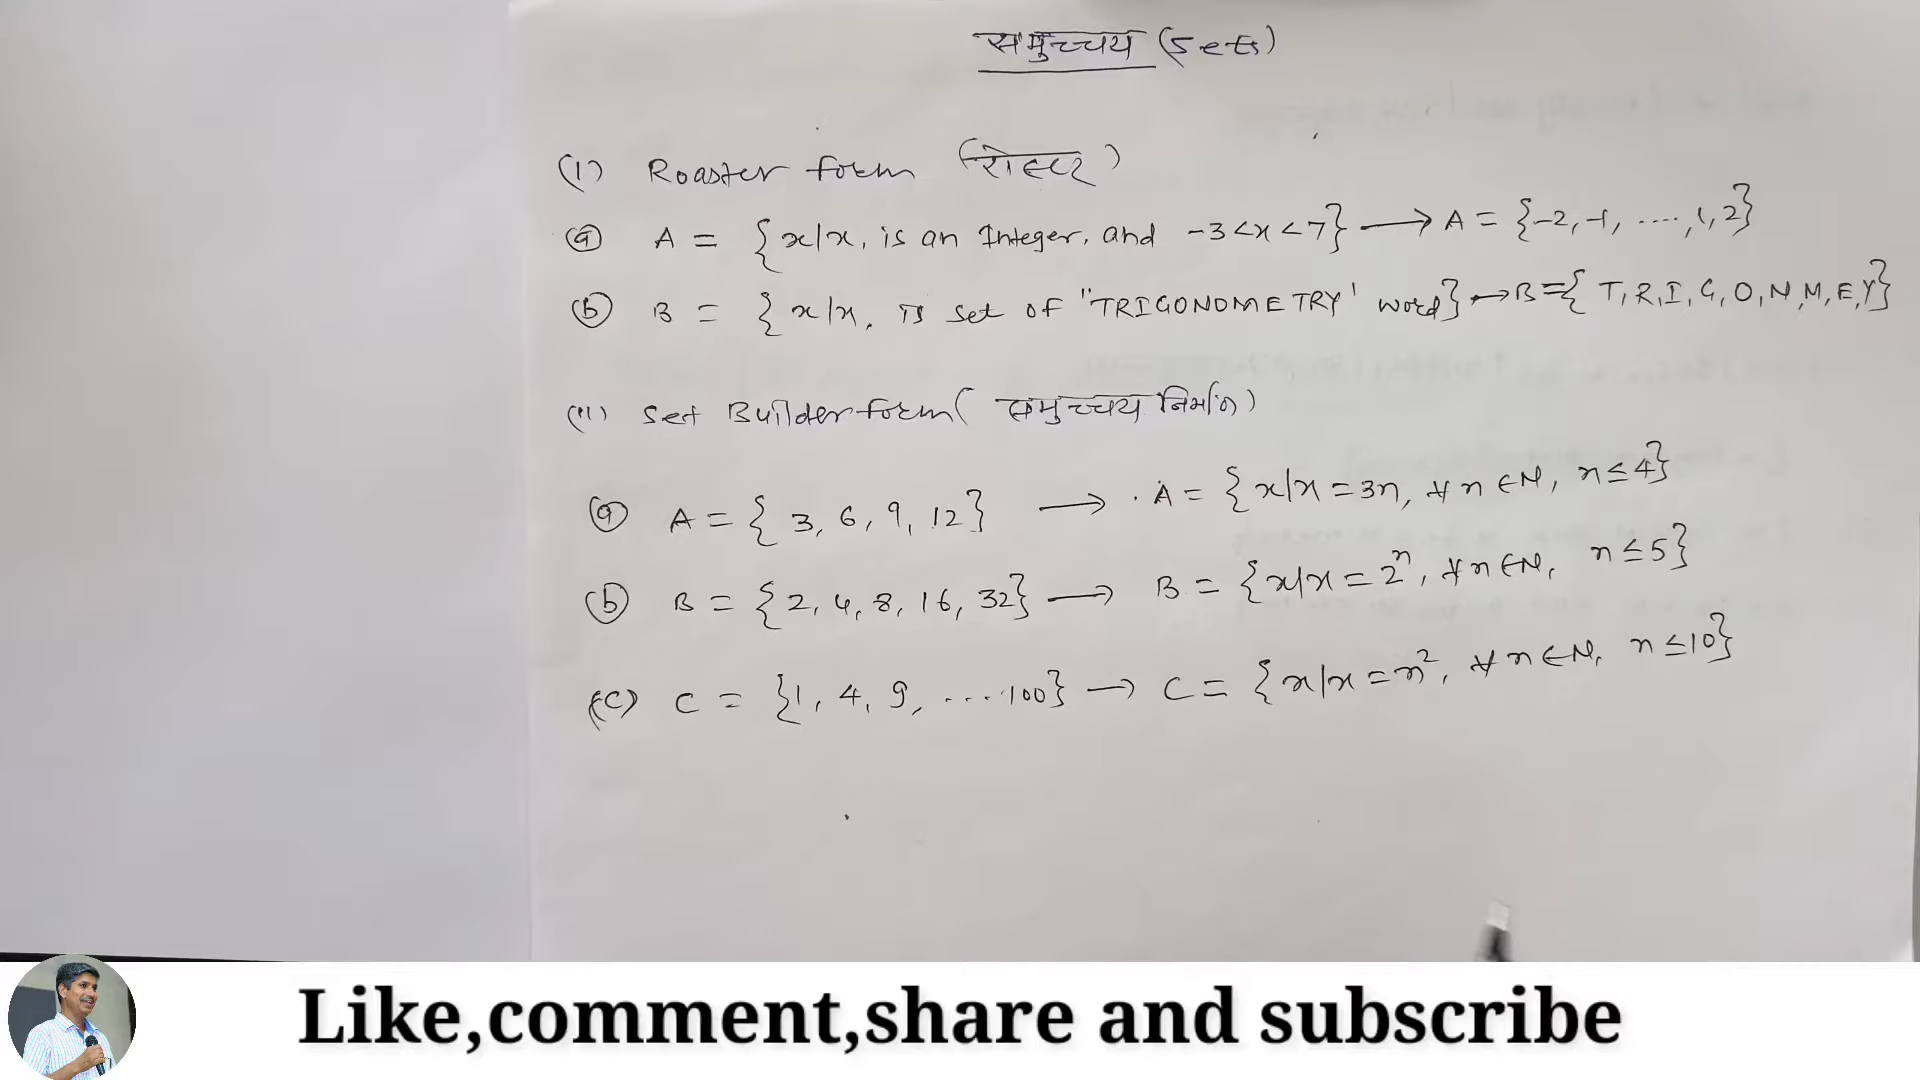 समुच्चय (Sets)
(I) Roaster form (रोस्टर)
(a) A = {x/x, is an Integer, and -3<x<7} → A = {-2,-1, ....,1,2}
(b) B = {x/x, is set of "TRIGONOMETRY' word} → B={ T,R,I,G,O,N,M,E,Y}
(II) Set Builder form( समुच्चय निर्माण)
(a) A = { 3, 6, 9, 12} → A = {x/x = 3n, ∀ n ∈N, n ≤ 4}
(b) B = {2, 4, 8, 16, 32} → B = {x/x = 2ⁿ, ∀ n ∈N, n ≤ 5}
(C) C = {1, 4, 9, ....100} → C = {x/x = n², ∀ n ∈N, n ≤10}
Like,comment,share and subscribe